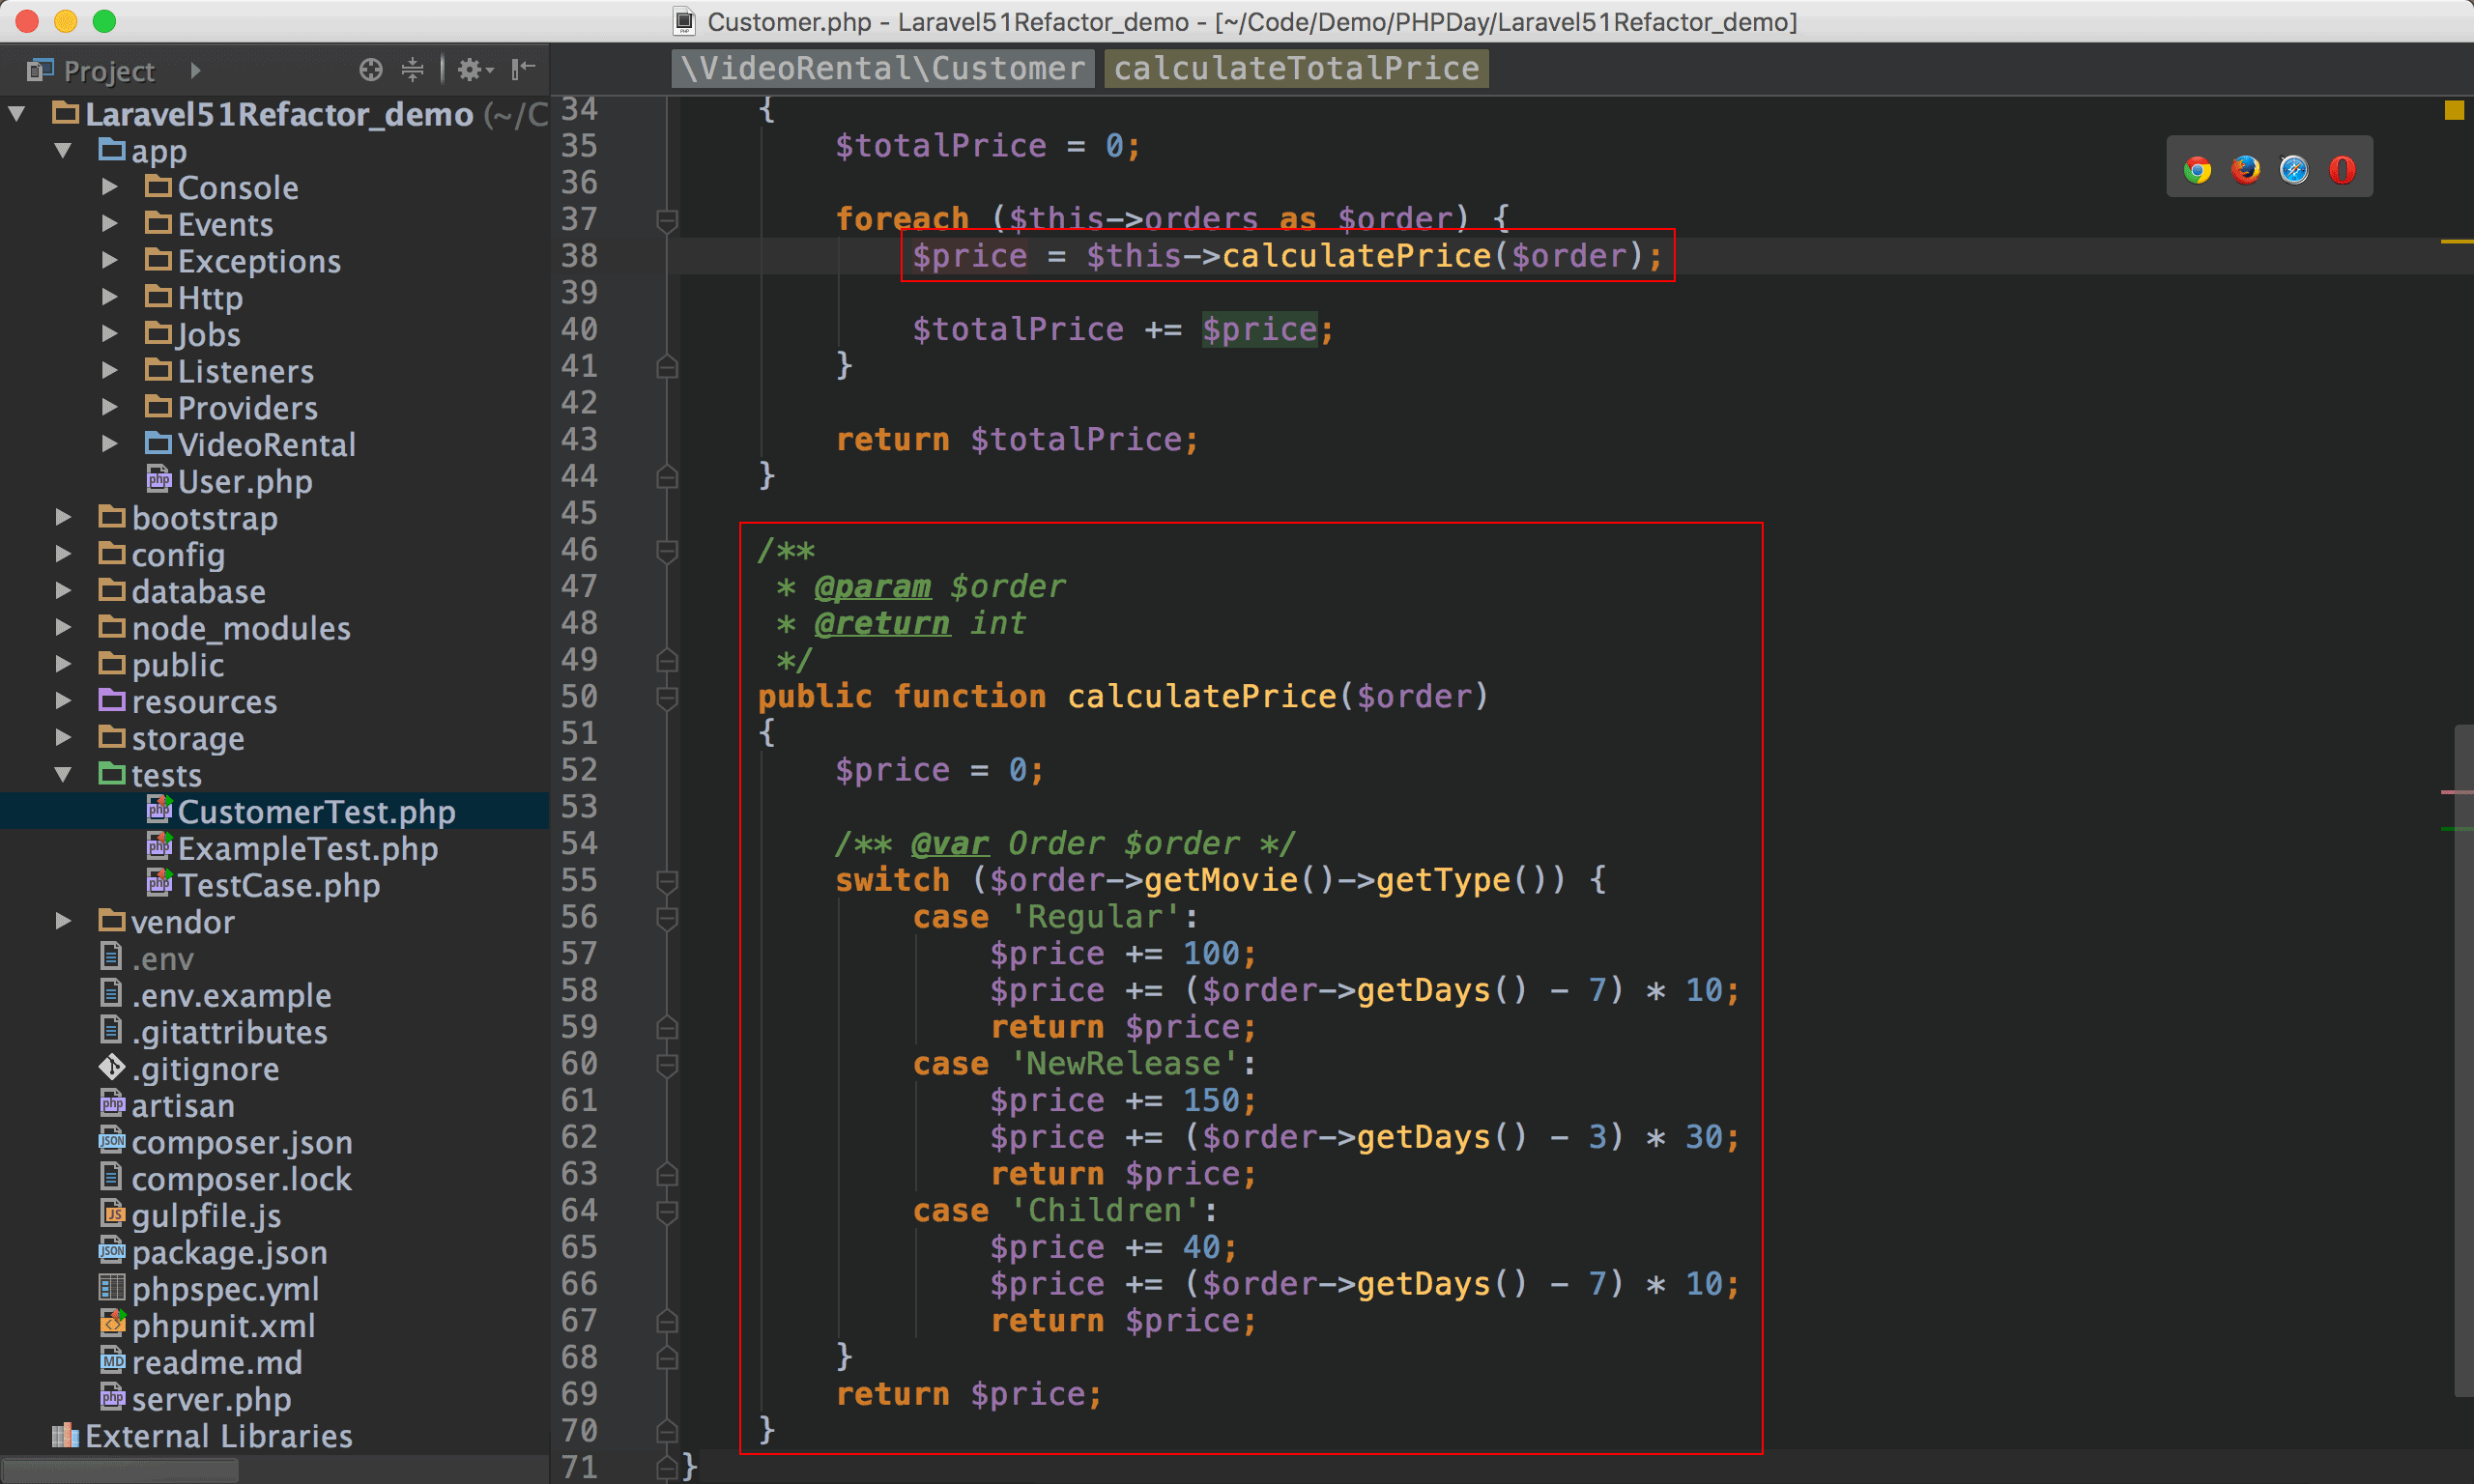 Customer.php - Laravel51Refactor_demo - [~/Code/Demo/PHPDay/Laravel51Refactor_demo]
Project
\VideoRental\Customer calculateTotalPrice
Laravel51Refactor_demo (~/C
app
Console
Events
Exceptions
Http
Jobs
Listeners
Providers
VideoRental
User.php
bootstrap
config
database
node_modules
public
resources
storage
tests
CustomerTest.php
ExampleTest.php
TestCase.php
vendor
.env
.env.example
.gitattributes
.gitignore
artisan
composer.json
composer.lock
gulpfile.js
package.json
phpspec.yml
phpunit.xml
readme.md
server.php
External Libraries
34 {
35 $totalPrice = 0;
36
37 foreach ($this->orders as $order) {
38 $price = $this->calculatePrice($order);
39
40 $totalPrice += $price;
41 }
42
43 return $totalPrice;
44 }
45
46 /**
47 * @param $order
48 * @return int
49 */
50 public function calculatePrice($order)
51 {
52 $price = 0;
53
54 /** @var Order $order */
55 switch ($order->getMovie()->getType()) {
56 case 'Regular':
57 $price += 100;
58 $price += ($order->getDays() - 7) * 10;
59 return $price;
60 case 'NewRelease':
61 $price += 150;
62 $price += ($order->getDays() - 3) * 30;
63 return $price;
64 case 'Children':
65 $price += 40;
66 $price += ($order->getDays() - 7) * 10;
67 return $price;
68 }
69 return $price;
70 }
71 }